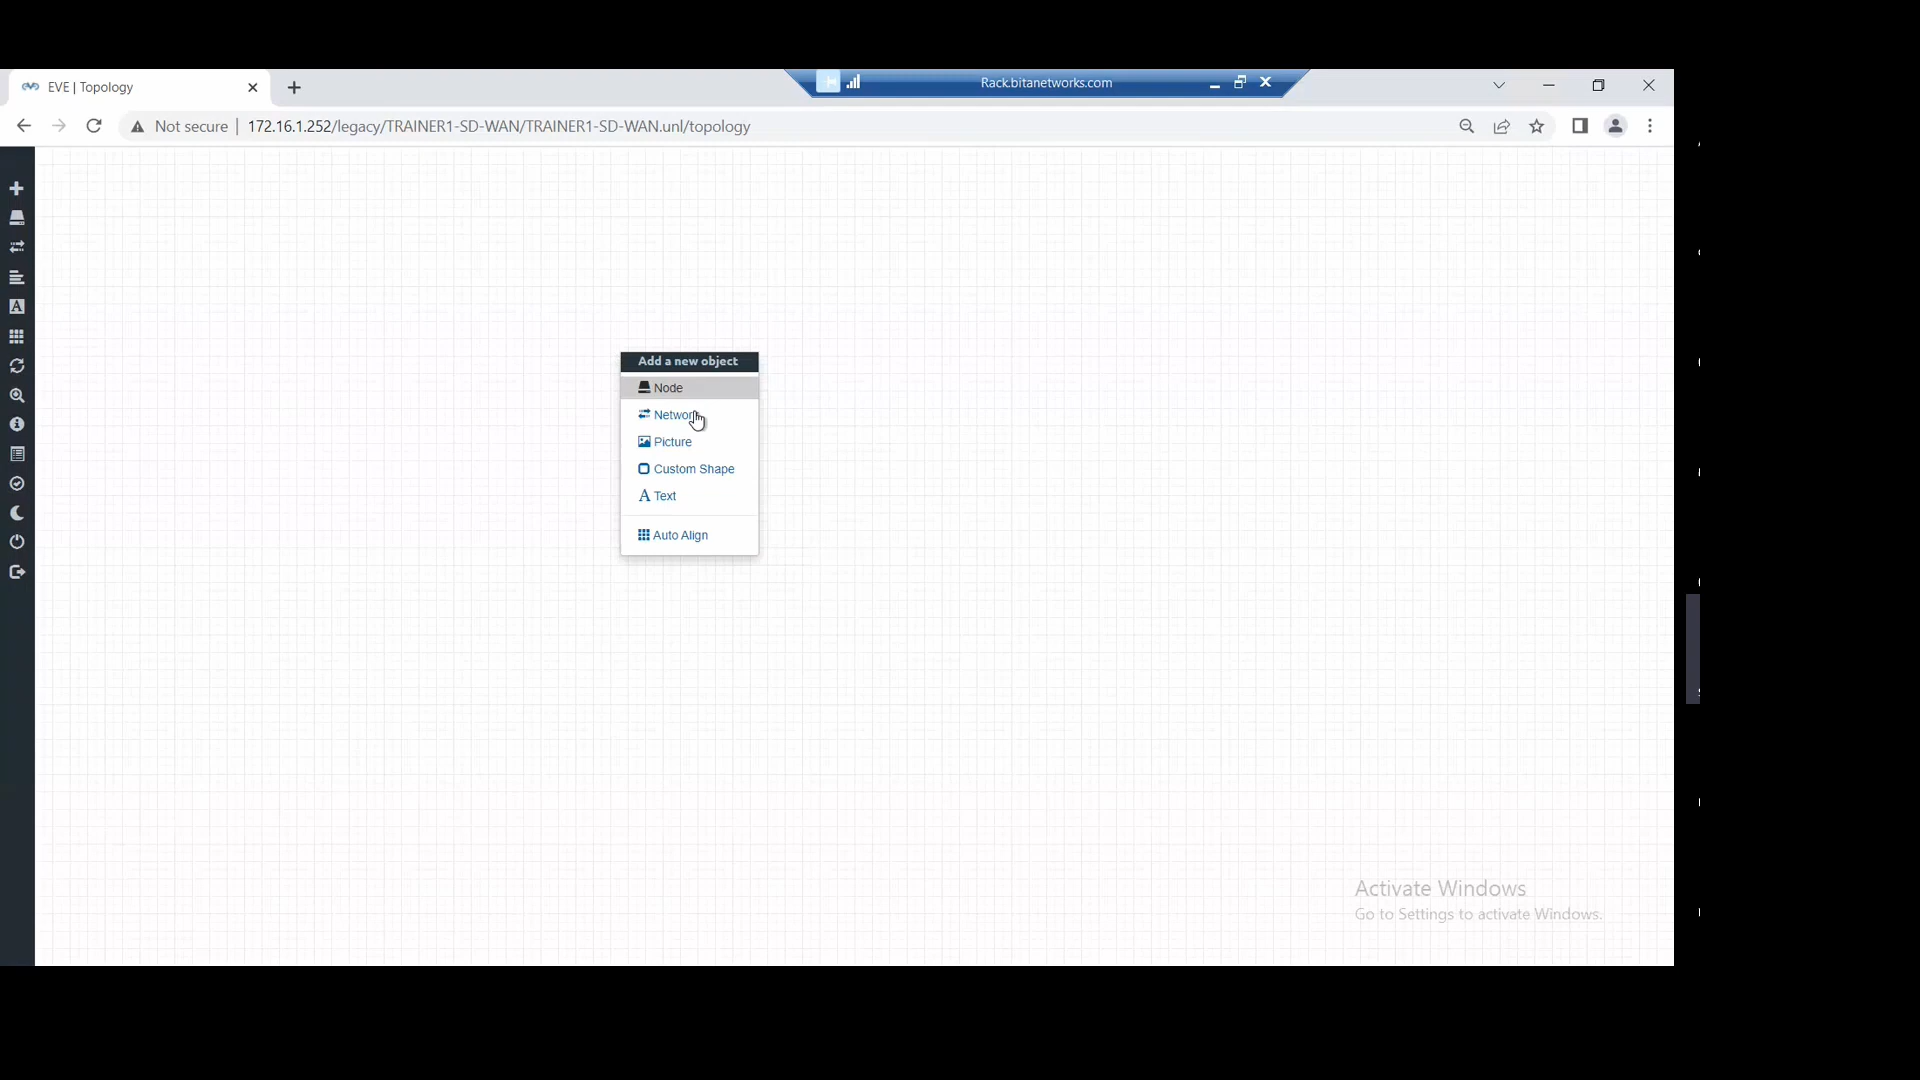 EVE | Topology
Rack.bitanetworks.com
Not secure
172.16.1.252/legacy/TRAINER1-SD-WAN/TRAINER1-SD-WAN.unl/topology
Add a new object
Node
Network
Picture
Custom Shape
A Text
Auto Align
Activate Windows
Go to Settings to activate Windows.